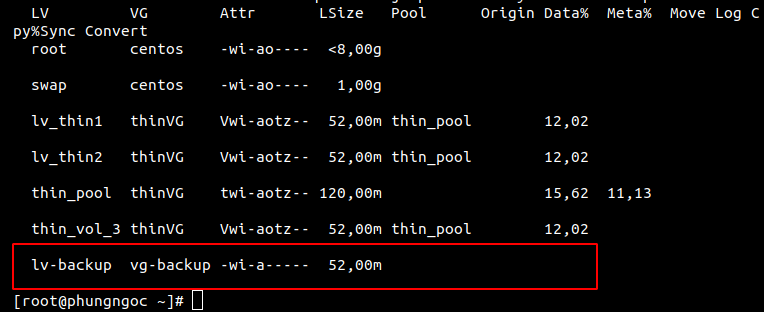 LV VG Attr LSize Pool Origin Data% Meta% Move Log C
py%Sync Convert
root centos -wi-ao---- <8,00g
swap centos -wi-ao---- 1,00g
lv_thin1 thinVG Vwi-aotz-- 52,00m thin_pool 12,02
lv_thin2 thinVG Vwi-aotz-- 52,00m thin_pool 12,02
thin_pool thinVG twi-aotz-- 120,00m 15,62 11,13
thin_vol_3 thinVG Vwi-aotz-- 52,00m thin_pool 12,02
lv-backup vg-backup -wi-a----- 52,00m
[root@phungngoc ~]#